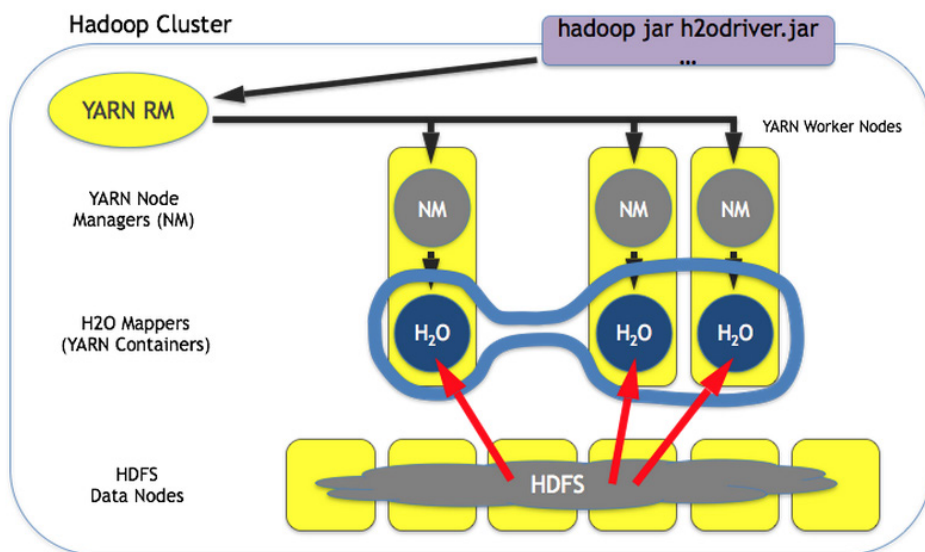 Hadoop Cluster
hadoop jar h2odriver.jar
...
YARN RM
YARN Worker Nodes
YARN Node
Managers (NM)
NM
NM
NM
H2O Mappers
(YARN Containers)
H₂O
H₂O
H₂O
HDFS
Data Nodes
HDFS